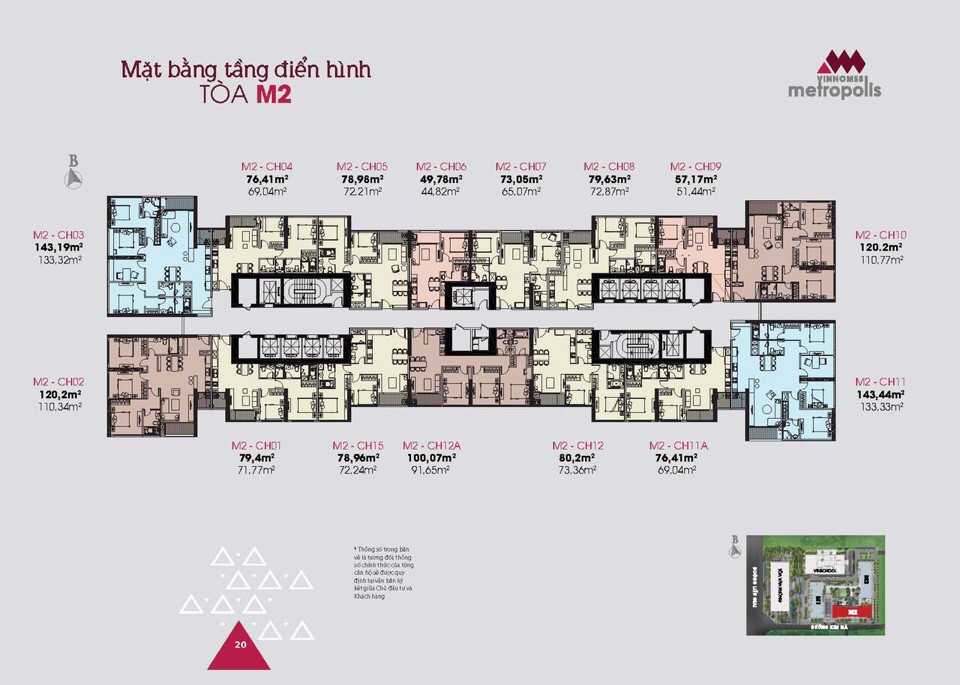 Mặt bằng tầng điển hình
TÒA M2
VINHOMES
metropolis
B
M2 - CH04
76,41m²
69,04m²
M2 - CH05
78,98m²
72,21m²
M2 - CH06
49,78m²
44,82m²
M2 - CH07
73,05m²
65,07m²
M2 - CH08
79,63m²
72,87m²
M2 - CH09
57,17m²
51,44m²
M2 - CH03
143,19m²
133,32m²
M2 - CH10
120.2m²
110,77m²
M2 - CH02
120,2m²
110,34m²
M2 - CH11
143,44m²
133,33m²
M2 - CH01
79,4m²
71,77m²
M2 - CH15
78,96m²
72,24m²
M2 - CH12A
100,07m²
91,65m²
M2 - CH12
80,2m²
73,36m²
M2 - CH11A
76,41m²
69,04m²
* Thông số trong bản
vẽ là tương đối, thông
số chính thức của từng
căn hộ sẽ được quy
định tại văn bản ký
kết giữa Chủ đầu tư và
Khách hàng
20
B
VINSCHOOL
M1
M3
M2